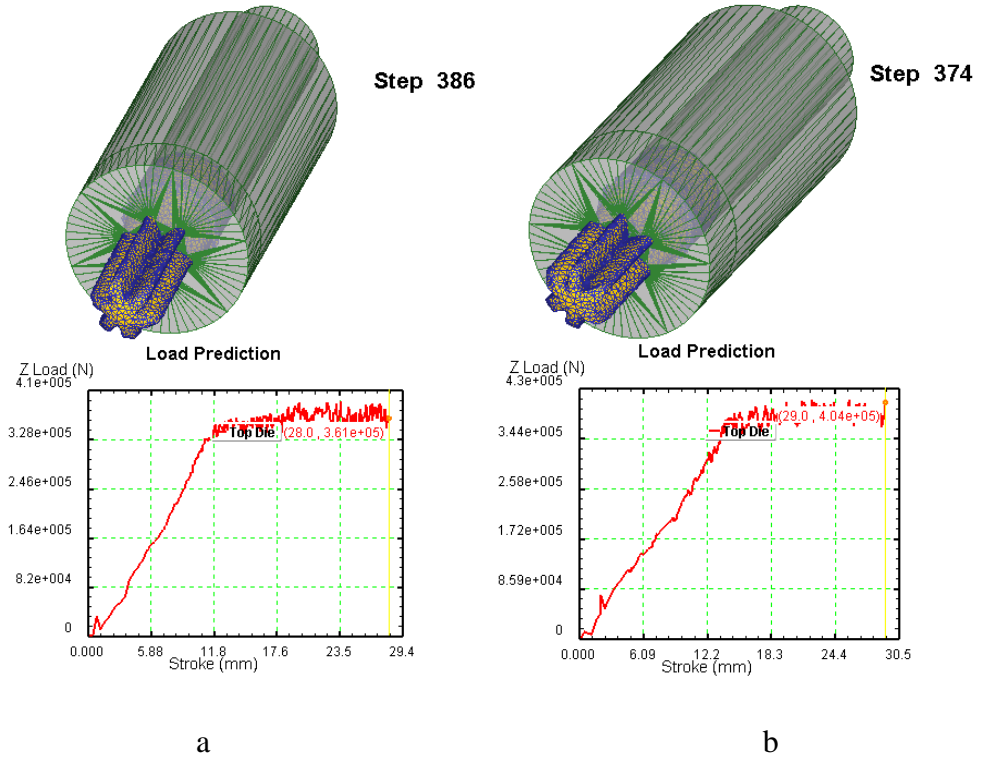 Step 386
Load Prediction
Z Load (N)
4.1e+005
3.28e+005
2.46e+005
1.64e+005
8.2e+004
0
Top Die
(28.0 , 3.61e+05)
0.000 5.88 11.8 17.6 23.5 29.4
Stroke (mm)
a
Step 374
Load Prediction
Z Load (N)
4.3e+005
3.44e+005
2.58e+005
1.72e+005
8.59e+004
0
Top Die
(29.0 , 4.04e+05)
0.000 6.09 12.2 18.3 24.4 30.5
Stroke (mm)
b